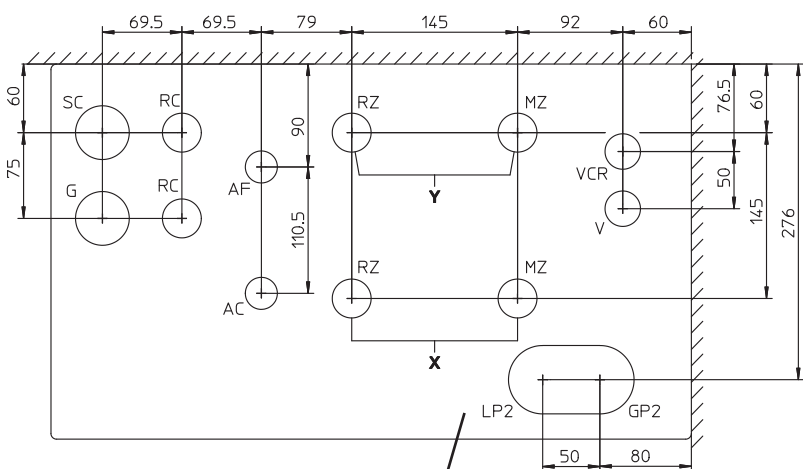 69.5 69.5 79 145 92 60
60 75
SC RC RZ MZ
90
76.5 60
G RC AF
VCR
50
Y
V
110.5
145
276
RZ MZ
AC
X
LP2 GP2
50 80